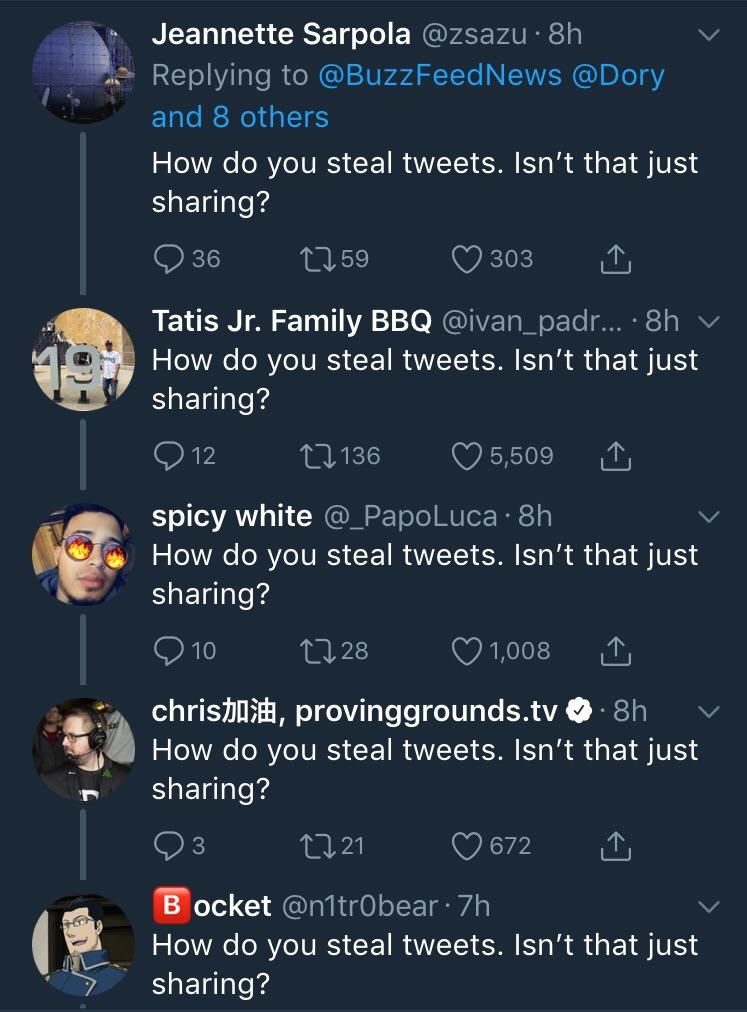 Jeannette Sarpola @zsazu · 8h
Replying to @BuzzFeedNews @Dory
and 8 others
How do you steal tweets. Isn’t that just
sharing?
36 59 303
Tatis Jr. Family BBQ @ivan_padr... · 8h
How do you steal tweets. Isn’t that just
sharing?
12 136 5,509
19
spicy white @_PapoLuca · 8h
How do you steal tweets. Isn’t that just
sharing?
10 28 1,008
chris加油, provinggrounds.tv · 8h
How do you steal tweets. Isn’t that just
sharing?
3 21 672
🅱ocket @n1tr0bear · 7h
How do you steal tweets. Isn’t that just
sharing?